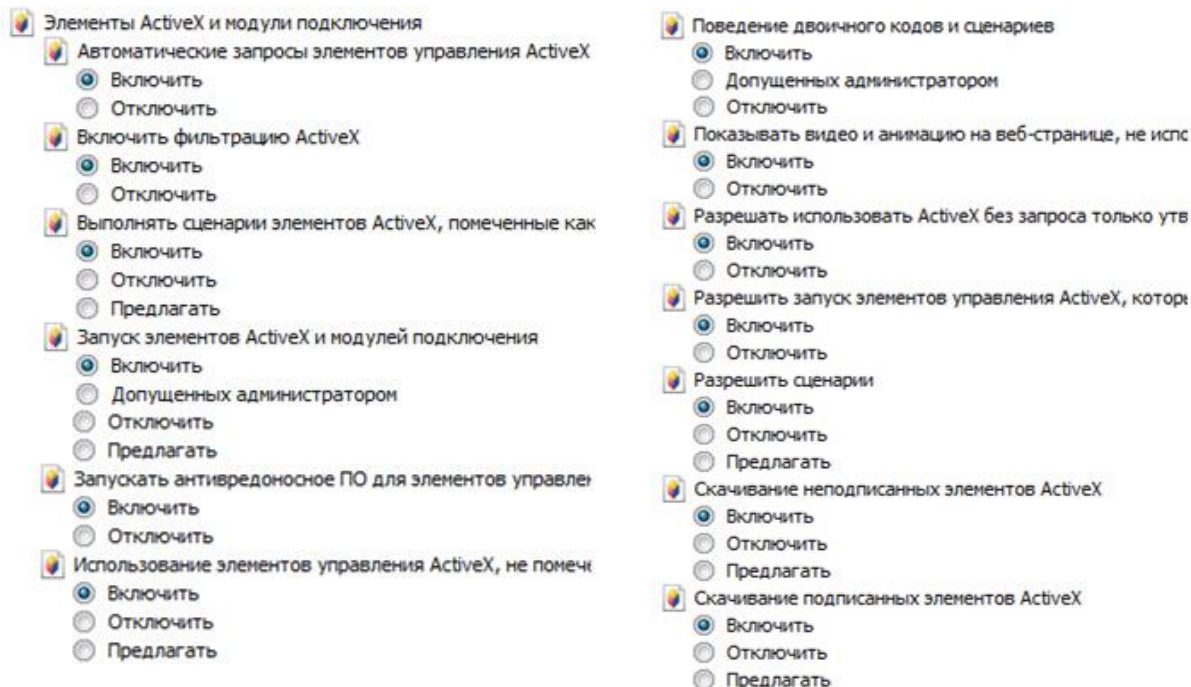 Элементы ActiveX и модули подключения
Автоматические запросы элементов управления ActiveX
Включить
Отключить
Включить фильтрацию ActiveX
Включить
Отключить
Выполнять сценарии элементов ActiveX, помеченные как
Включить
Отключить
Предлагать
Запуск элементов ActiveX и модулей подключения
Включить
Допущенных администратором
Отключить
Предлагать
Запускать антивредоносное ПО для элементов управлен
Включить
Отключить
Использование элементов управления ActiveX, не помече
Включить
Отключить
Предлагать
Поведение двоичного кодов и сценариев
Включить
Допущенных администратором
Отключить
Показывать видео и анимацию на веб-странице, не испо
Включить
Отключить
Разрешать использовать ActiveX без запроса только утв
Включить
Отключить
Разрешить запуск элементов управления ActiveX, которы
Включить
Отключить
Разрешить сценарии
Включить
Отключить
Предлагать
Скачивание неподписанных элементов ActiveX
Включить
Отключить
Предлагать
Скачивание подписанных элементов ActiveX
Включить
Отключить
Предлагать